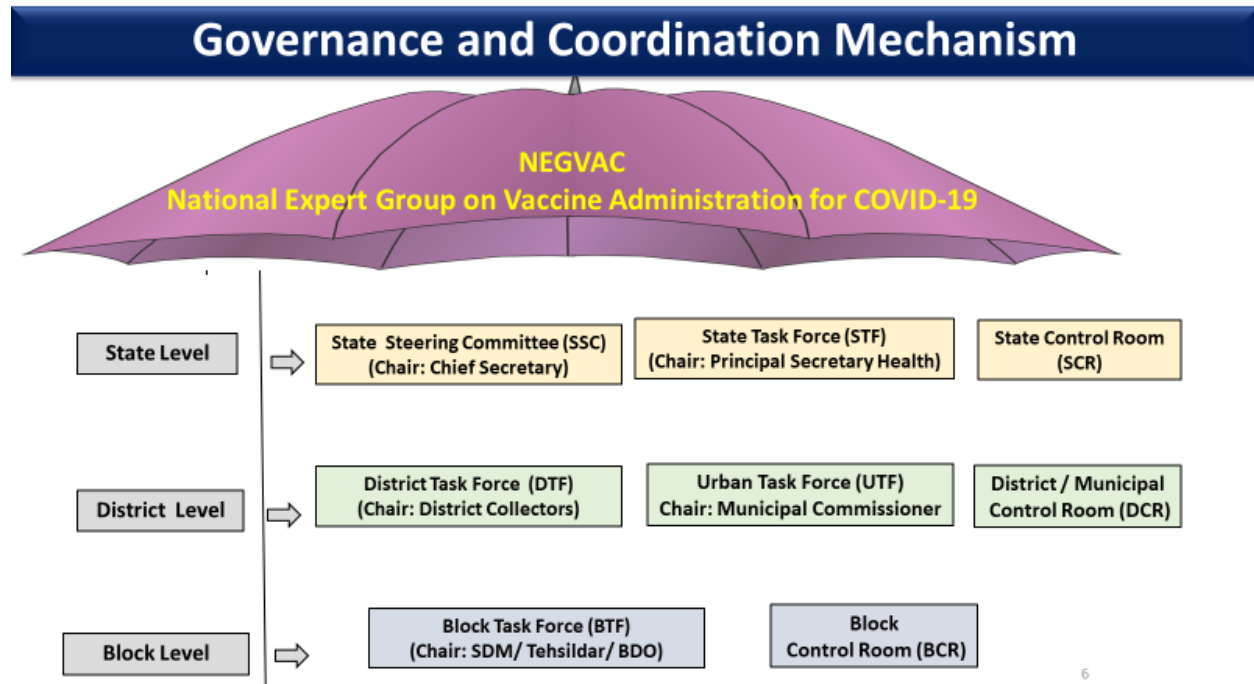 Governance and Coordination Mechanism
NEGVAC
National Expert Group on Vaccine Administration for COVID-19
State Level
State Steering Committee (SSC)
(Chair: Chief Secretary)
State Task Force (STF)
(Chair: Principal Secretary Health)
State Control Room
(SCR)
District Level
District Task Force (DTF)
(Chair: District Collectors)
Urban Task Force (UTF)
Chair: Municipal Commissioner
District / Municipal
Control Room (DCR)
Block Level
Block Task Force (BTF)
(Chair: SDM/ Tehsildar/ BDO)
Block
Control Room (BCR)
6